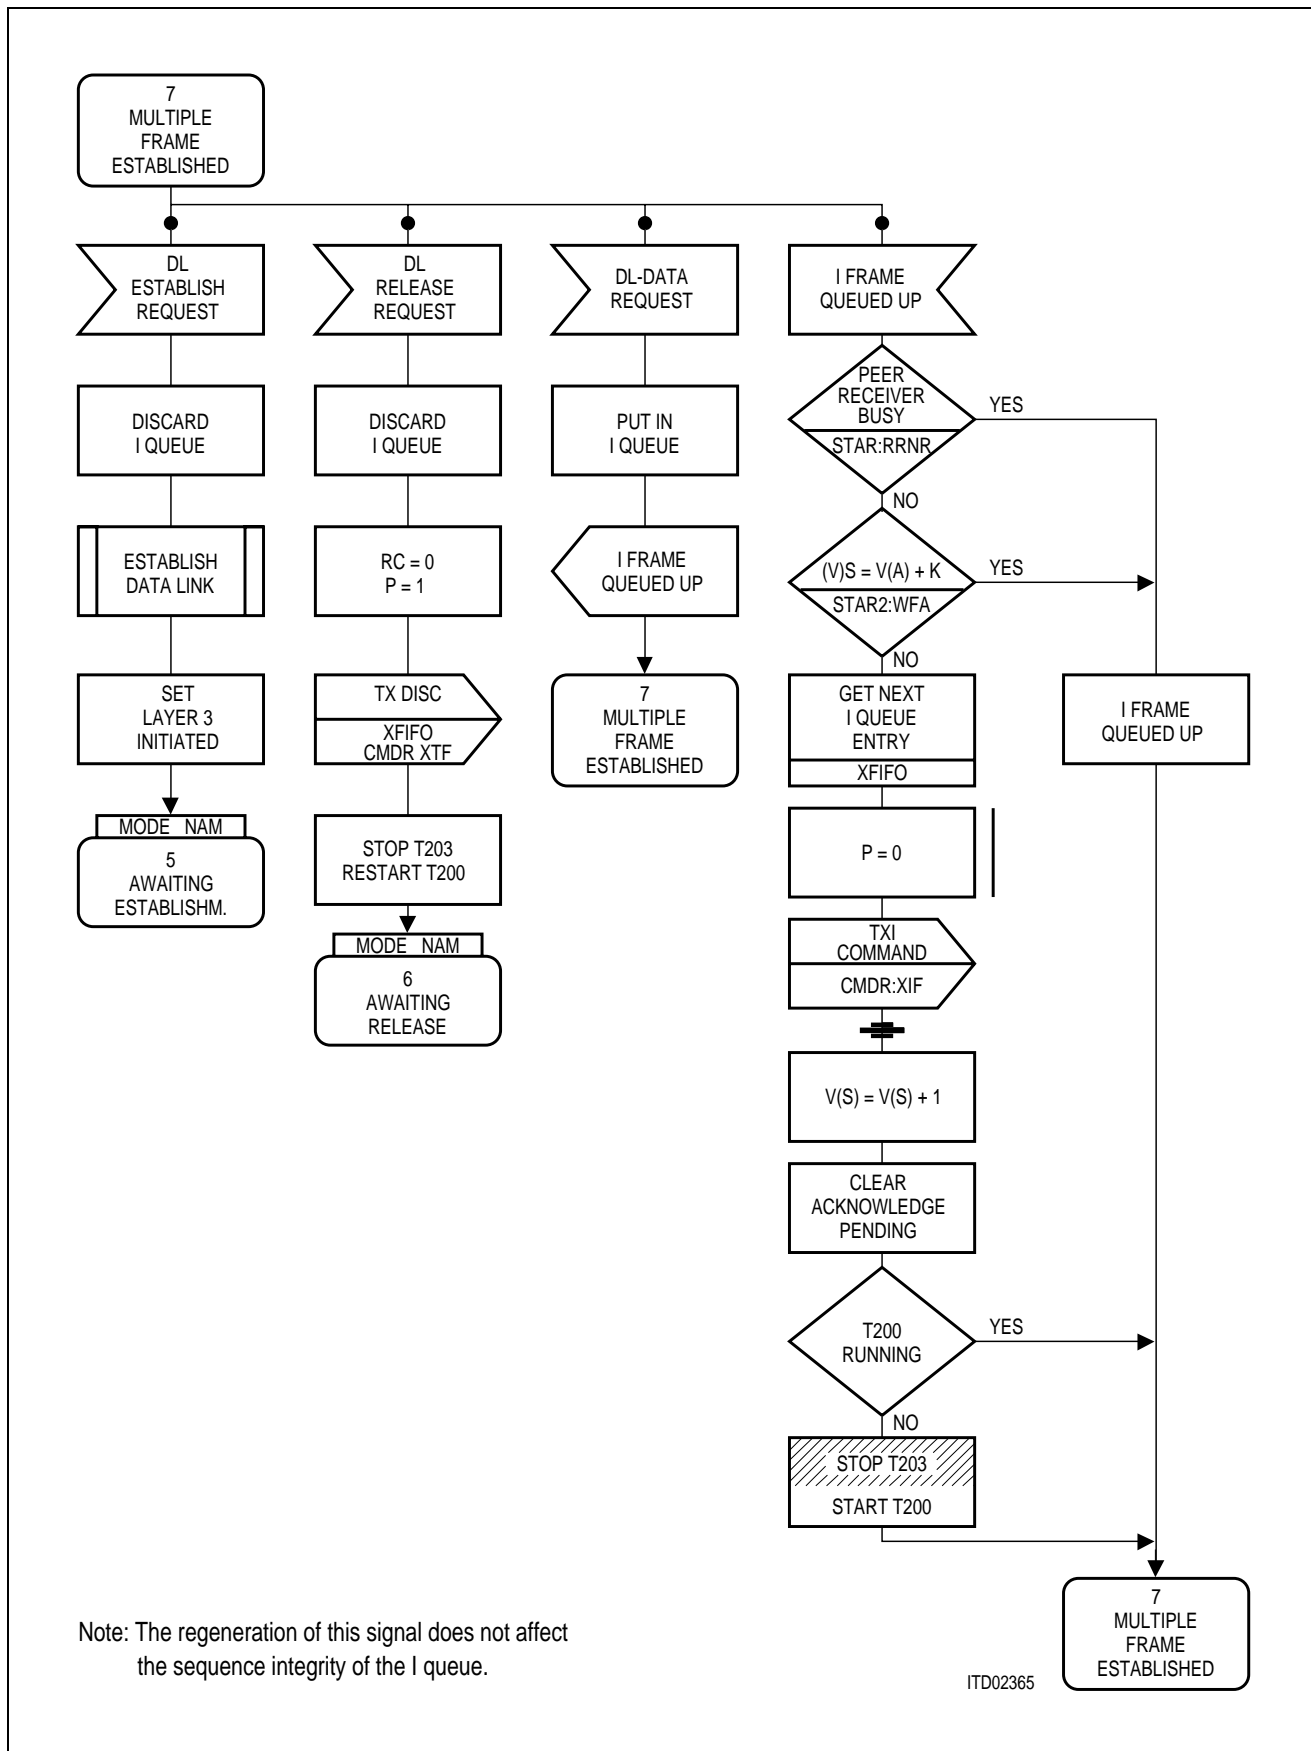 7
MULTIPLE
FRAME
ESTABLISHED
DL
ESTABLISH
REQUEST
DISCARD
I QUEUE
ESTABLISH
DATA LINK
SET
LAYER 3
INITIATED
MODE NAM
5
AWAITING
ESTABLISHM.
DL
RELEASE
REQUEST
DISCARD
I QUEUE
RC = 0
P = 1
TX DISC
XFIFO
CMDR XTF
STOP T203
RESTART T200
MODE NAM
6
AWAITING
RELEASE
DL-DATA
REQUEST
PUT IN
I QUEUE
I FRAME
QUEUED UP
7
MULTIPLE
FRAME
ESTABLISHED
I FRAME
QUEUED UP
PEER
RECEIVER
BUSY
STAR:RRNR
YES
NO
(V)S = V(A) + K
STAR2:WFA
YES
NO
GET NEXT
I QUEUE
ENTRY
XFIFO
I FRAME
QUEUED UP
P = 0
TXI
COMMAND
CMDR:XIF
V(S) = V(S) + 1
CLEAR
ACKNOWLEDGE
PENDING
T200
RUNNING
YES
NO
STOP T203
START T200
7
MULTIPLE
FRAME
ESTABLISHED
Note: The regeneration of this signal does not affect
the sequence integrity of the I queue.
ITD02365